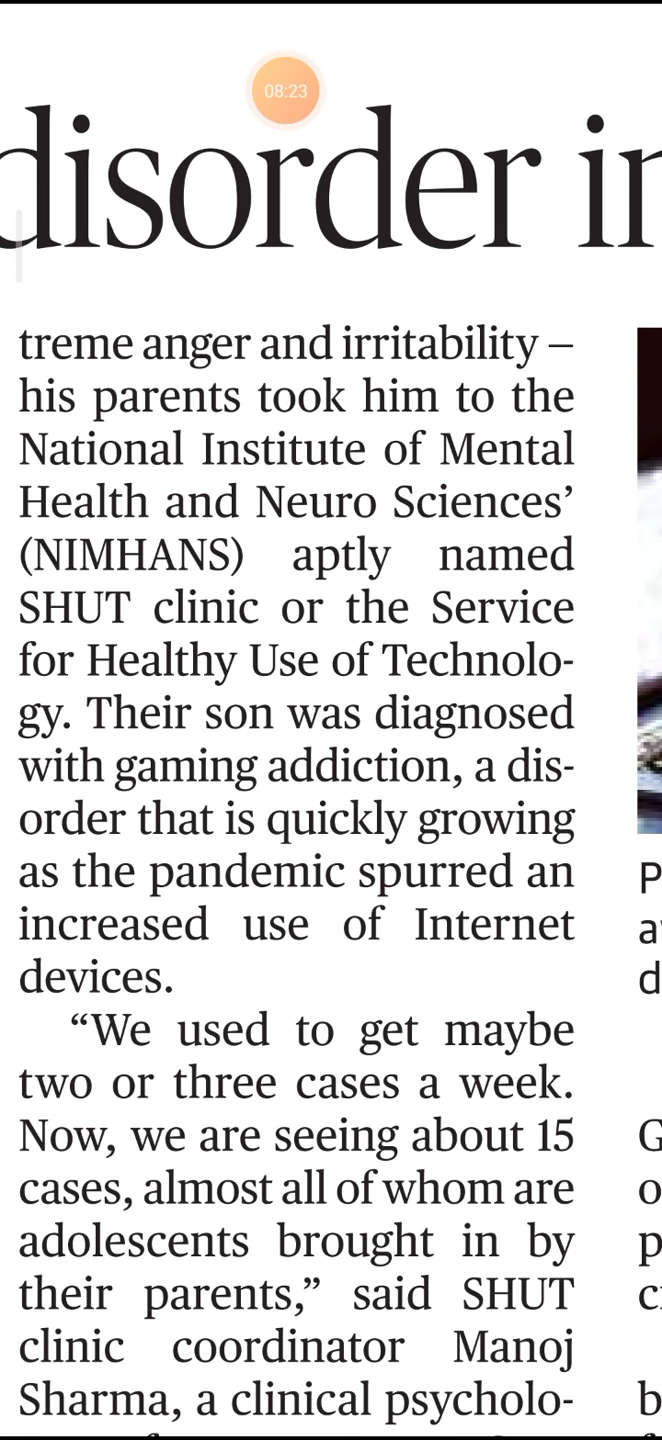 08:23
disorder in
treme anger and irritability —
his parents took him to the
National Institute of Mental
Health and Neuro Sciences’
(NIMHANS) aptly named
SHUT clinic or the Service
for Healthy Use of Technolo-
gy. Their son was diagnosed
with gaming addiction, a dis-
order that is quickly growing
as the pandemic spurred an
increased use of Internet
devices.
“We used to get maybe
two or three cases a week.
Now, we are seeing about 15
cases, almost all of whom are
adolescents brought in by
their parents,” said SHUT
clinic coordinator Manoj
Sharma, a clinical psycholo-